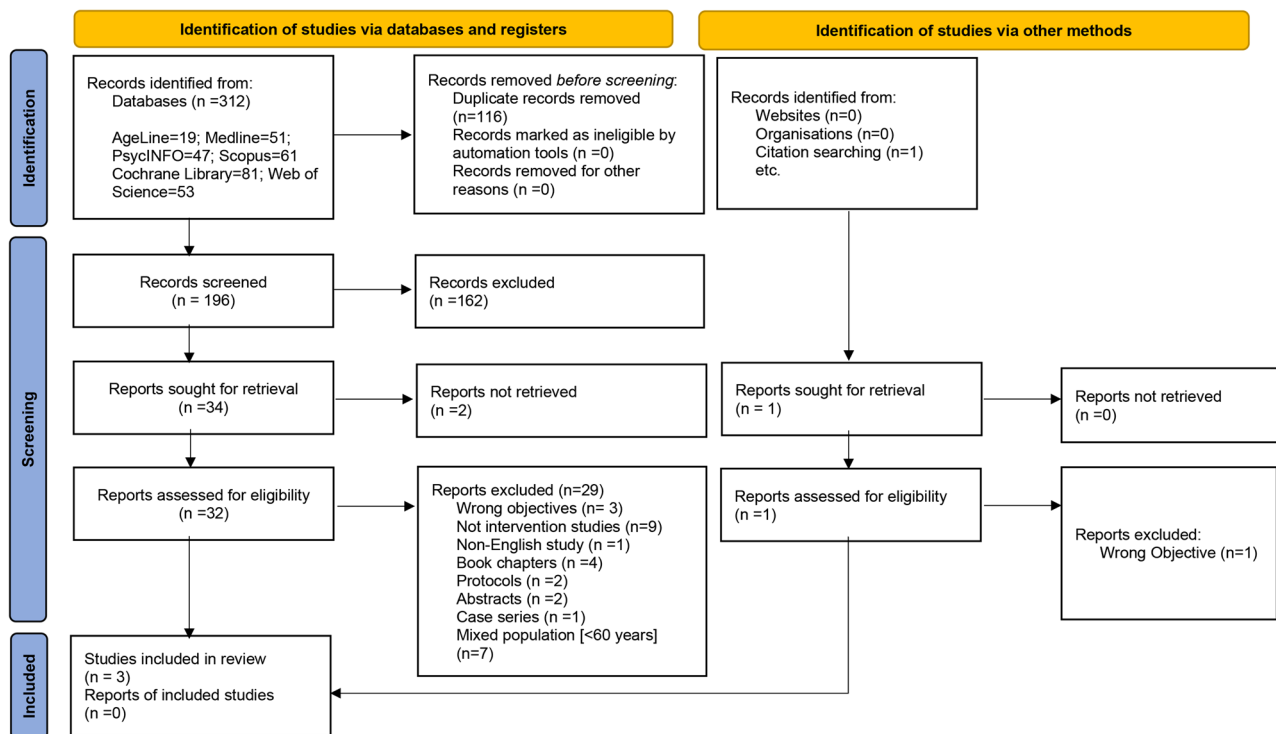 Identification of studies via databases and registers
Identification of studies via other methods
Identification
Records identified from:
Databases (n =312)
AgeLine=19; Medline=51;
PsycINFO=47; Scopus=61
Cochrane Library=81; Web of
Science=53
Records removed before screening:
Duplicate records removed
(n=116)
Records marked as ineligible by
automation tools (n =0)
Records removed for other
reasons (n =0)
Records identified from:
Websites (n=0)
Organisations (n=0)
Citation searching (n=1)
etc.
Screening
Records screened
(n = 196)
Records excluded
(n =162)
Reports sought for retrieval
(n =34)
Reports not retrieved
(n =2)
Reports sought for retrieval
(n = 1)
Reports not retrieved
(n =0)
Reports assessed for eligibility
(n =32)
Reports excluded (n=29)
Wrong objectives (n= 3)
Not intervention studies (n=9)
Non-English study (n =1)
Book chapters (n =4)
Protocols (n =2)
Abstracts (n =2)
Case series (n =1)
Mixed population [<60 years]
(n=7)
Reports assessed for eligibility
(n =1)
Reports excluded:
Wrong Objective (n=1)
Included
Studies included in review
(n = 3)
Reports of included studies
(n =0)